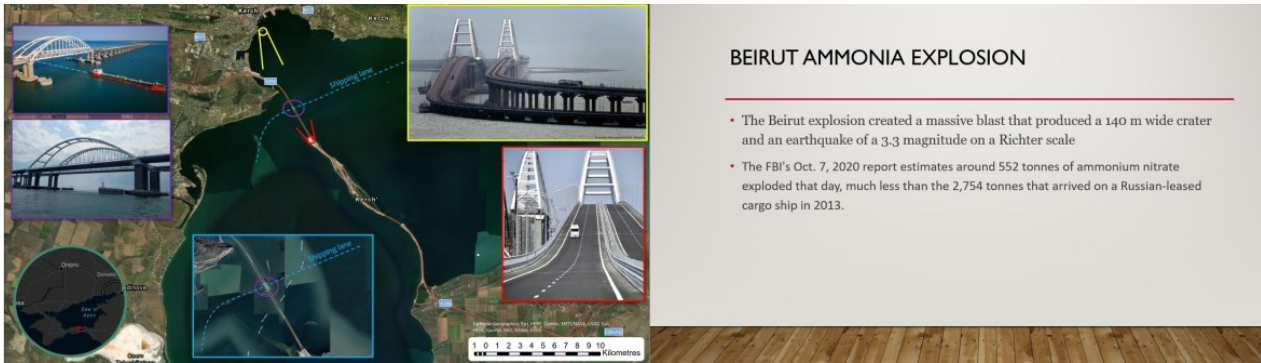 Kerch
Kerch
Shipping lane
Kerch'
Shipping lane
Dnipro
Sea of
Azov
1 0 1 2 3 4 5 6 7 8 9 10
Kilometres
BEIRUT AMMONIA EXPLOSION
• The Beirut explosion created a massive blast that produced a 140 m wide crater
and an earthquake of a 3.3 magnitude on a Richter scale
• The FBI's Oct. 7, 2020 report estimates around 552 tonnes of ammonium nitrate
exploded that day, much less than the 2,754 tonnes that arrived on a Russian-leased
cargo ship in 2013.